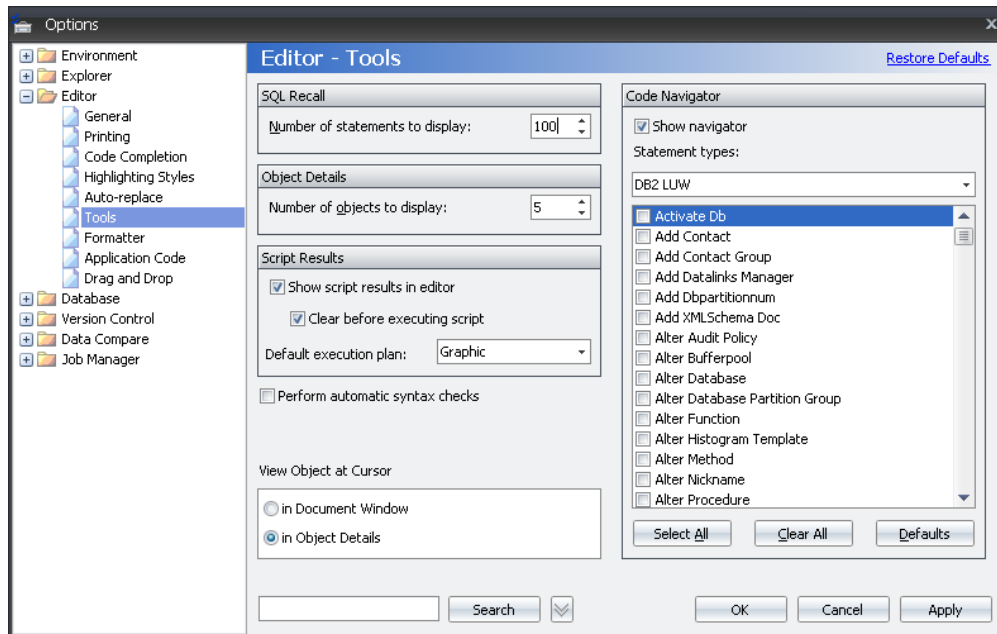 Options
Environment
Explorer
Editor
General
Printing
Code Completion
Highlighting Styles
Auto-replace
Tools
Formatter
Application Code
Drag and Drop
Database
Version Control
Data Compare
Job Manager
Editor - Tools
Restore Defaults
SQL Recall
Number of statements to display: 100
Object Details
Number of objects to display: 5
Script Results
Show script results in editor
Clear before executing script
Default execution plan: Graphic
Perform automatic syntax checks
View Object at Cursor
in Document Window
in Object Details
Code Navigator
Show navigator
Statement types:
DB2 LUW
Activate Db
Add Contact
Add Contact Group
Add Datalinks Manager
Add Dbpartitionnum
Add XMLSchema Doc
Alter Audit Policy
Alter Bufferpool
Alter Database
Alter Database Partition Group
Alter Function
Alter Histogram Template
Alter Method
Alter Nickname
Alter Procedure
Select All Clear All Defaults
Search OK Cancel Apply